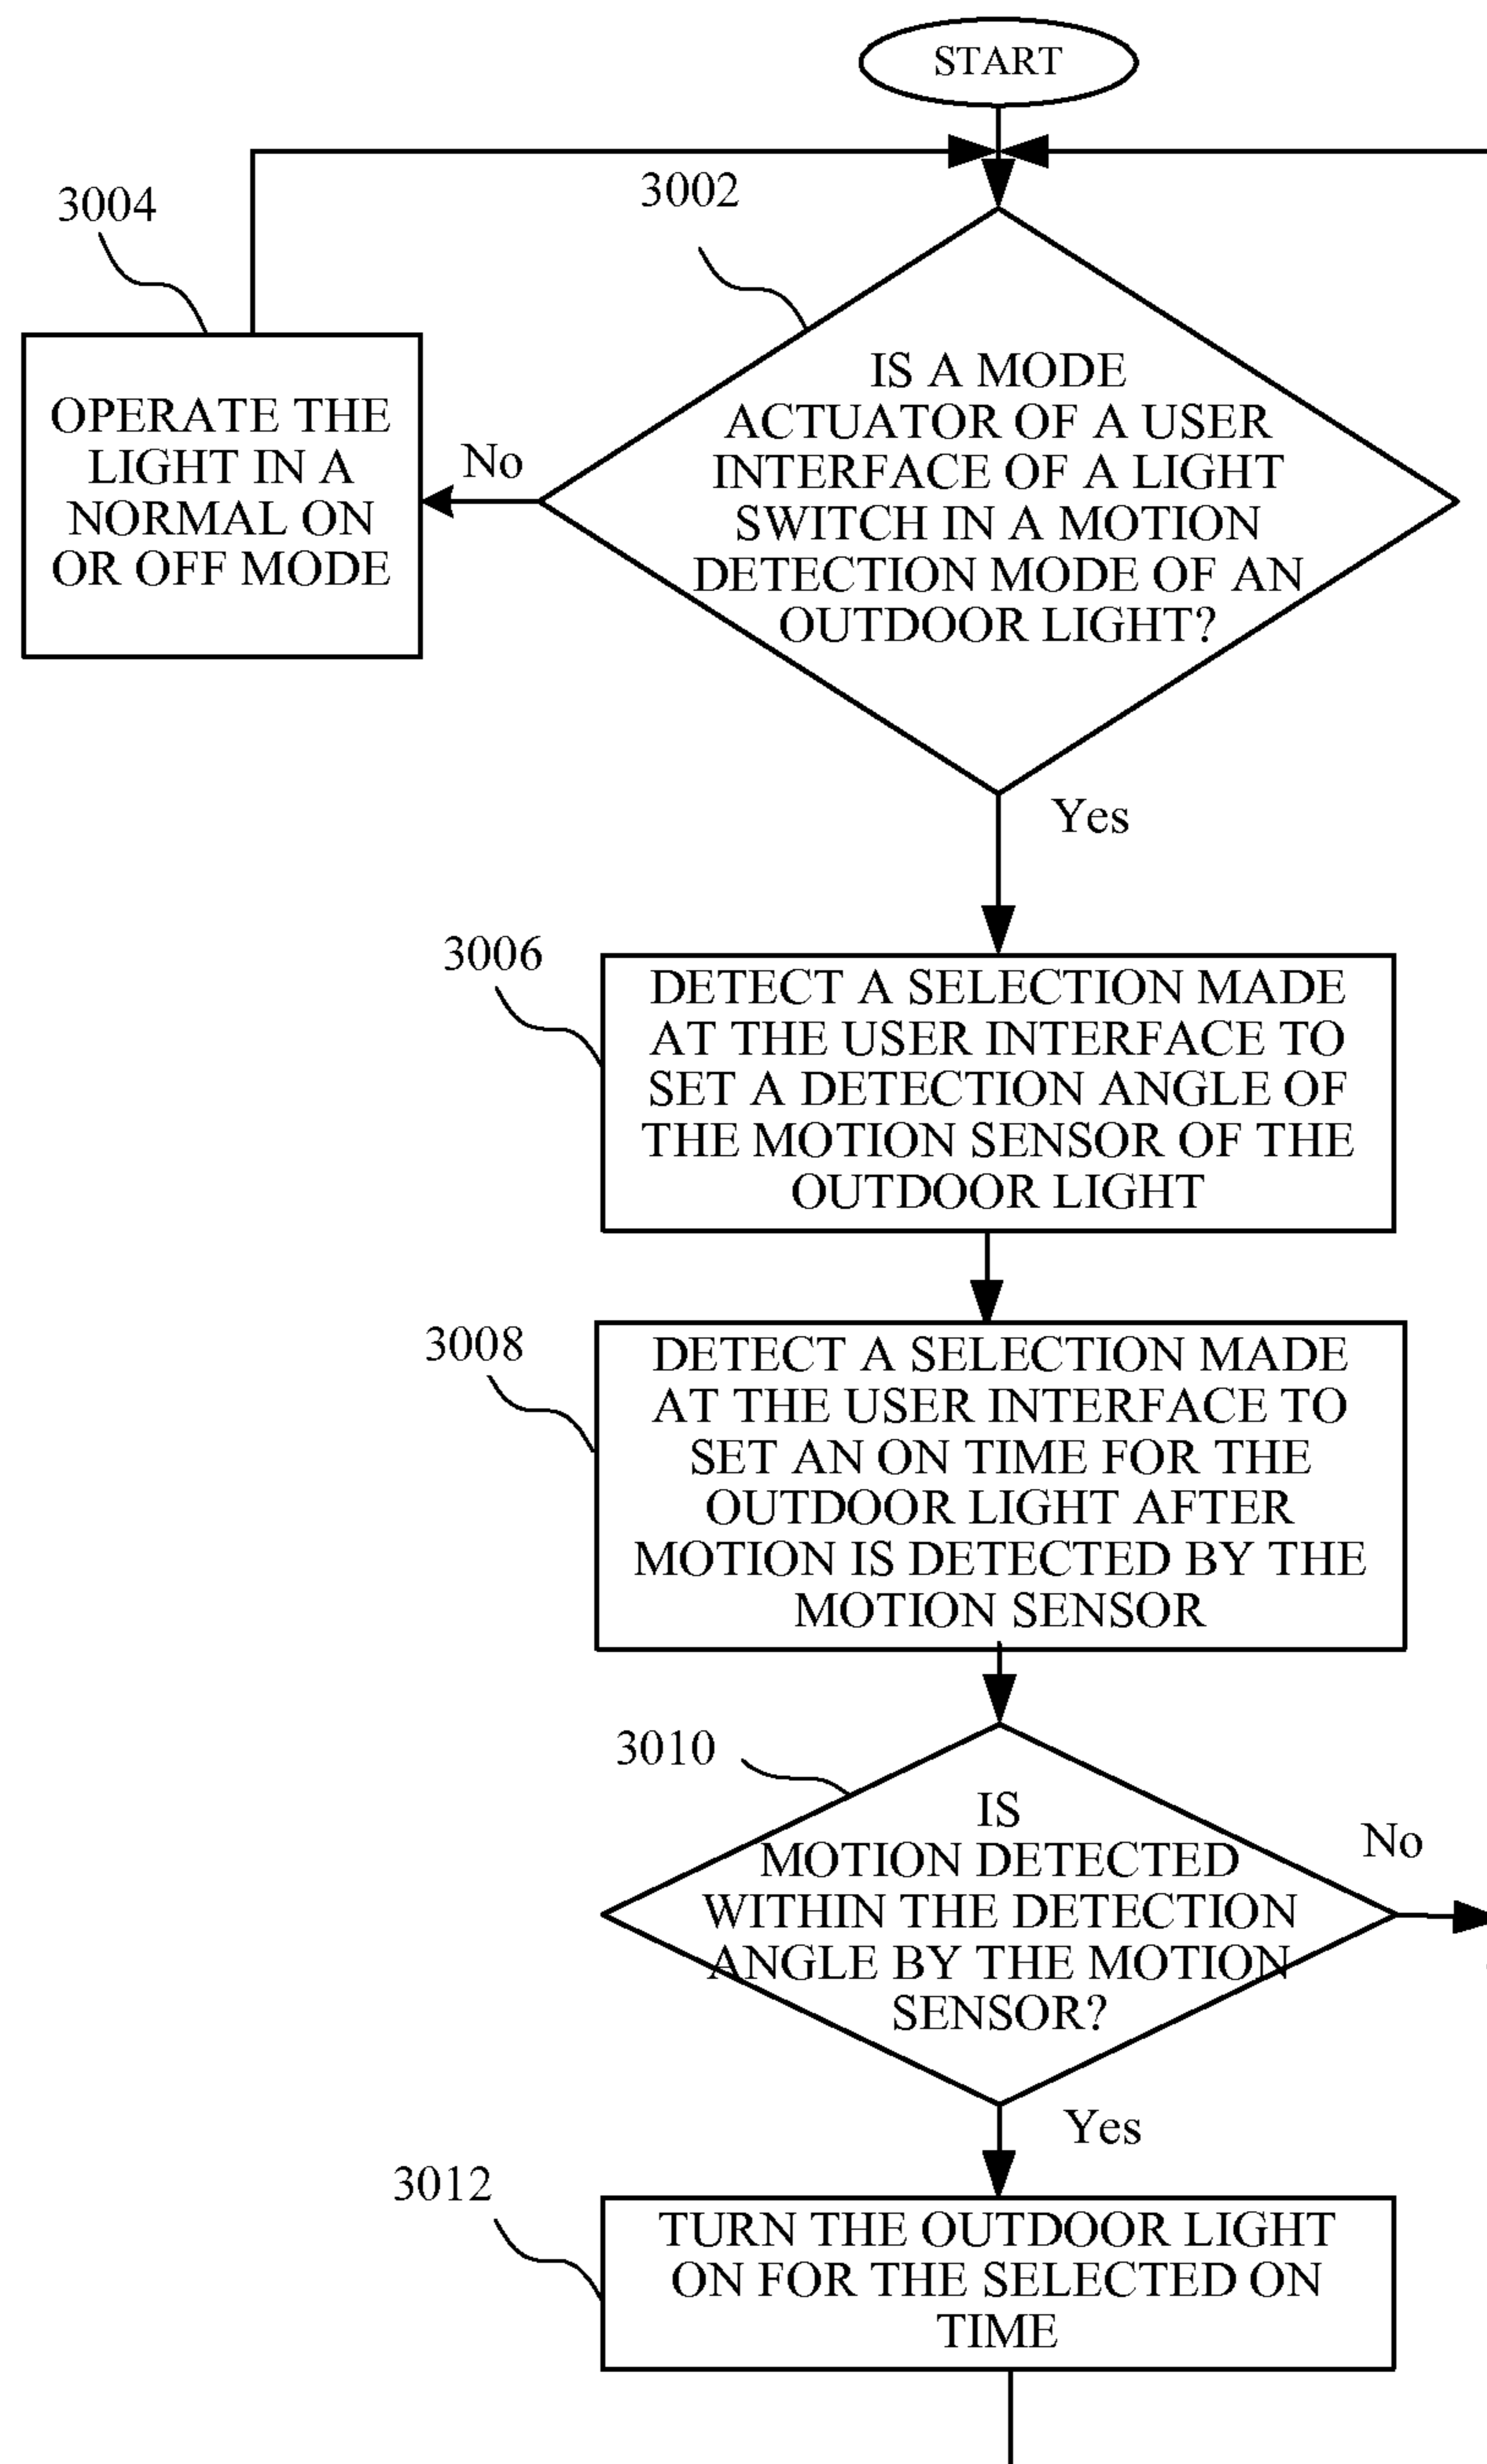 START
3004
3002
OPERATE THE
LIGHT IN A
NORMAL ON
OR OFF MODE
No
IS A MODE
ACTUATOR OF A USER
INTERFACE OF A LIGHT
SWITCH IN A MOTION
DETECTION MODE OF AN
OUTDOOR LIGHT?
Yes
3006
DETECT A SELECTION MADE
AT THE USER INTERFACE TO
SET A DETECTION ANGLE OF
THE MOTION SENSOR OF THE
OUTDOOR LIGHT
3008
DETECT A SELECTION MADE
AT THE USER INTERFACE TO
SET AN ON TIME FOR THE
OUTDOOR LIGHT AFTER
MOTION IS DETECTED BY THE
MOTION SENSOR
3010
IS
MOTION DETECTED
WITHIN THE DETECTION
ANGLE BY THE MOTION
SENSOR?
No
Yes
3012
TURN THE OUTDOOR LIGHT
ON FOR THE SELECTED ON
TIME